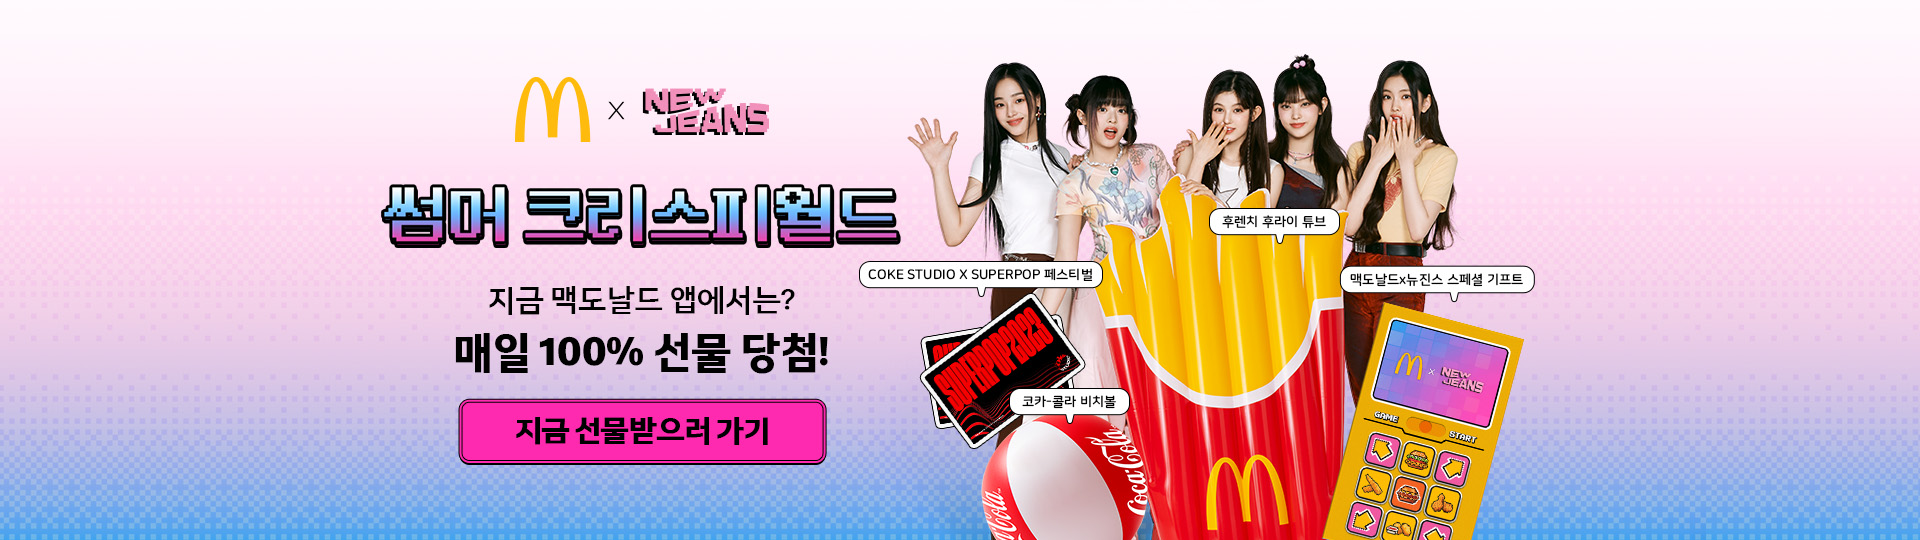 x
NEW
JEANS
썸머 크리스피월드
지금 맥도날드 앱에서는?
매일 100% 선물 당첨!
지금 선물받으러 가기
후렌치 후라이 튜브
COKE STUDIO X SUPERPOP 페스티벌
맥도날드x뉴진스 스페셜 기프트
SUPERPOP2023
코카-콜라 비치볼
Coca-Cola
x NEW
JEANS
GAME
START